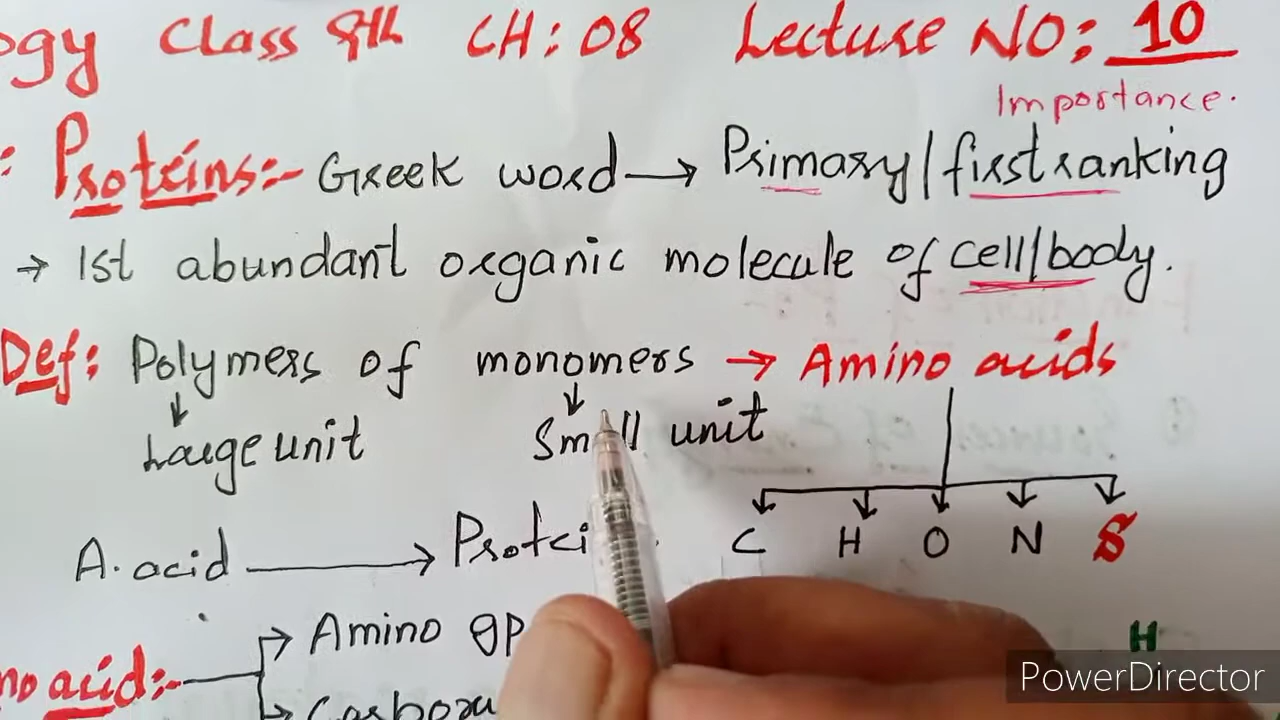 ogy Class 9th CH: 08 Lecture NO: 10
Importance.
: Proteins:- Greek word → Primary/first ranking
→ 1st abundant organic molecule of cell/body.
Def: Polymers of monomers → Amino acids
Large unit Small unit
C H O N S
A. acid → Protei
Amino gp
H
no acid:-
Carboxy
PowerDirector